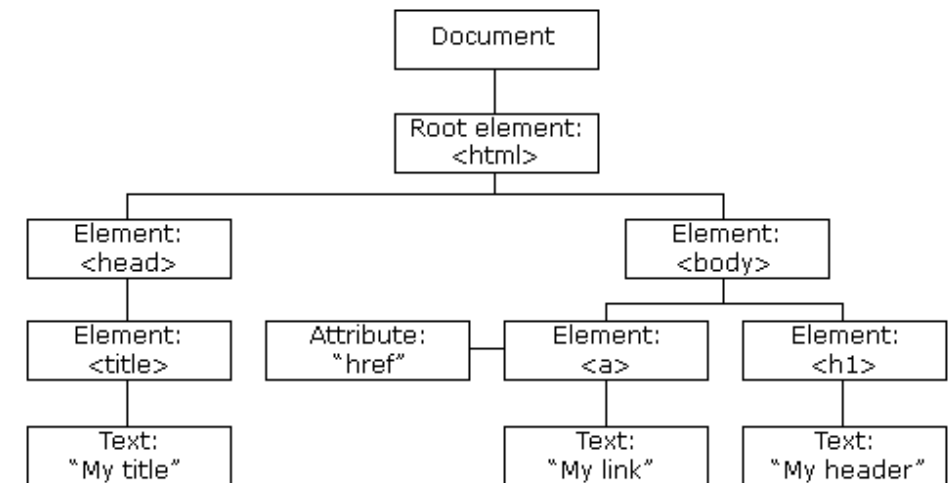 Document
Root element:
<html>
Element:
<head>
Element:
<body>
Element:
<title>
Attribute:
“href”
Element:
<a>
Element:
<h1>
Text:
“My title”
Text:
“My link”
Text:
“My header”